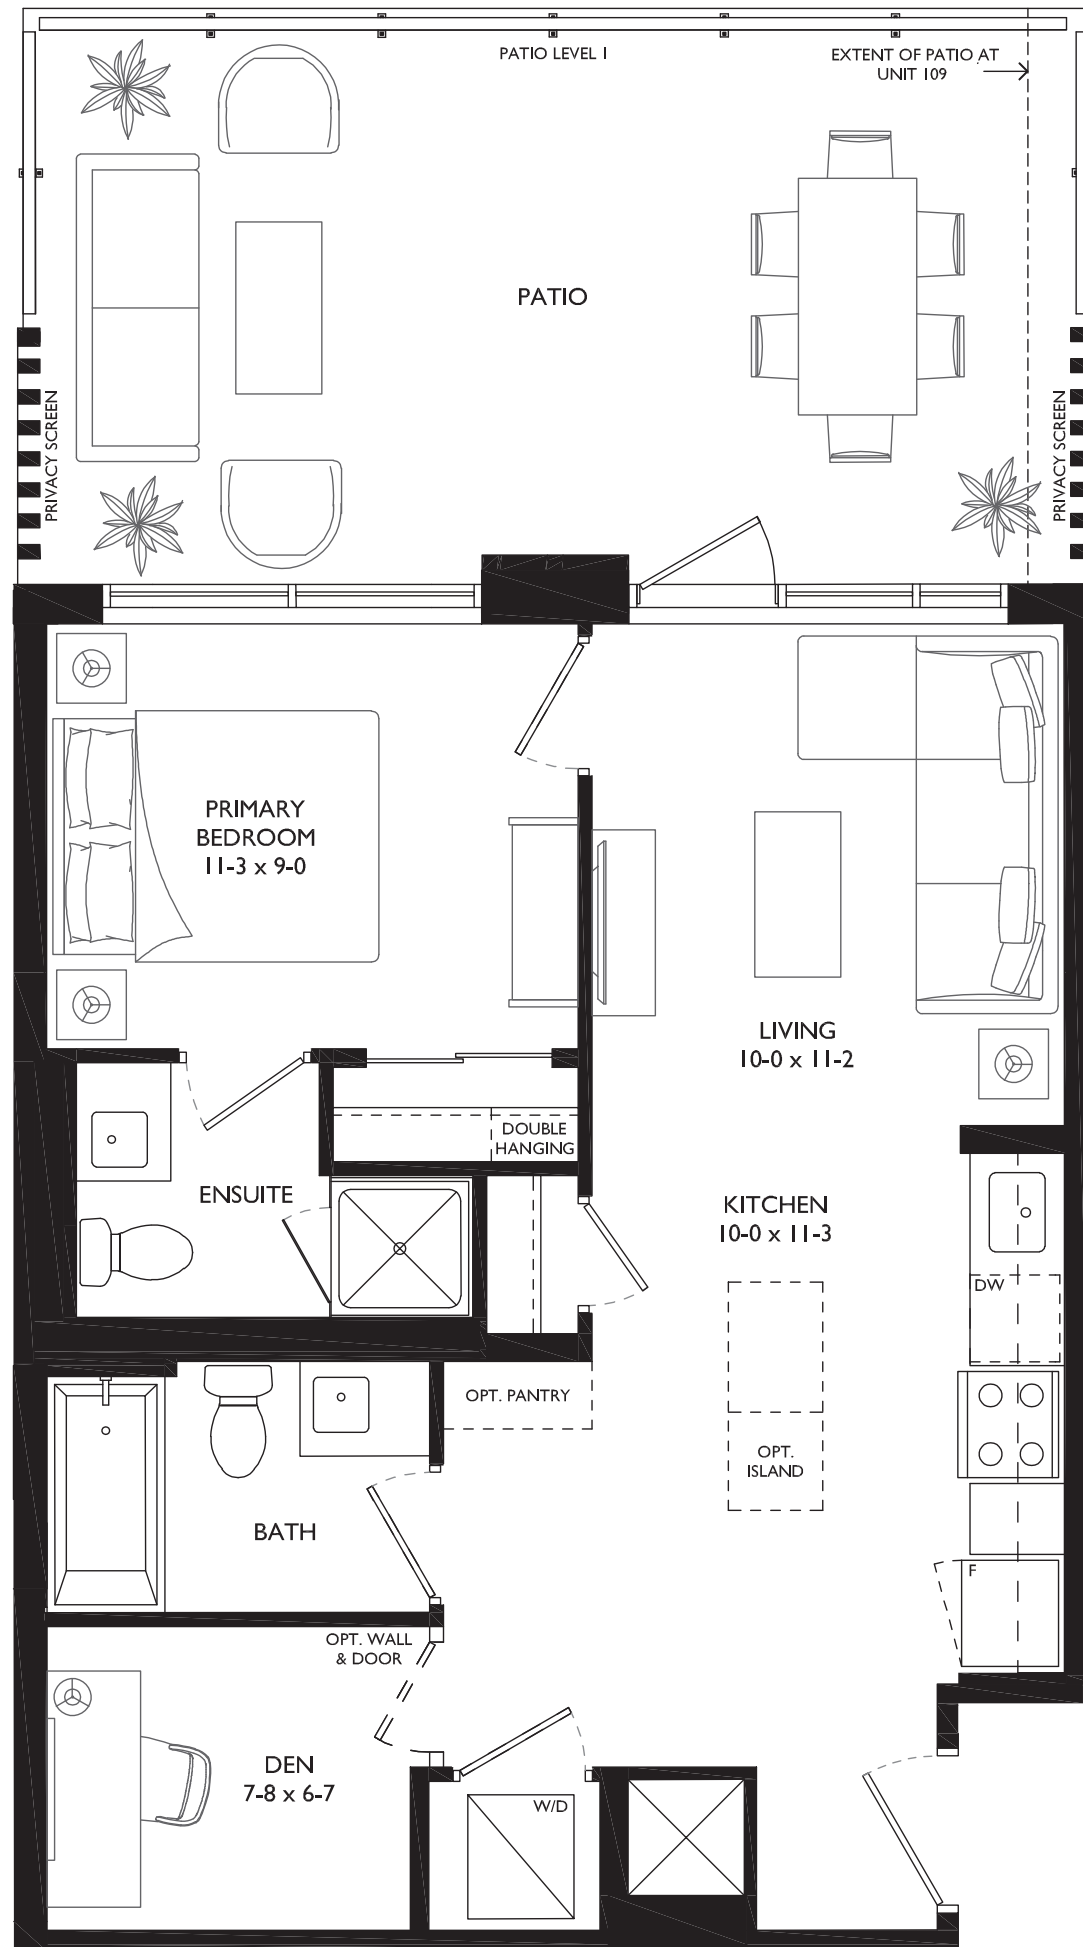 PATIO LEVEL 1
EXTENT OF PATIO AT
UNIT 109
PATIO
PRIVACY SCREEN
PRIVACY SCREEN
PRIMARY
BEDROOM
11-3 x 9-0
LIVING
10-0 x 11-2
DOUBLE
HANGING
ENSUITE
KITCHEN
10-0 x 11-3
DW
OPT. PANTRY
OPT.
ISLAND
BATH
F
OPT. WALL
& DOOR
DEN
7-8 x 6-7
W/D